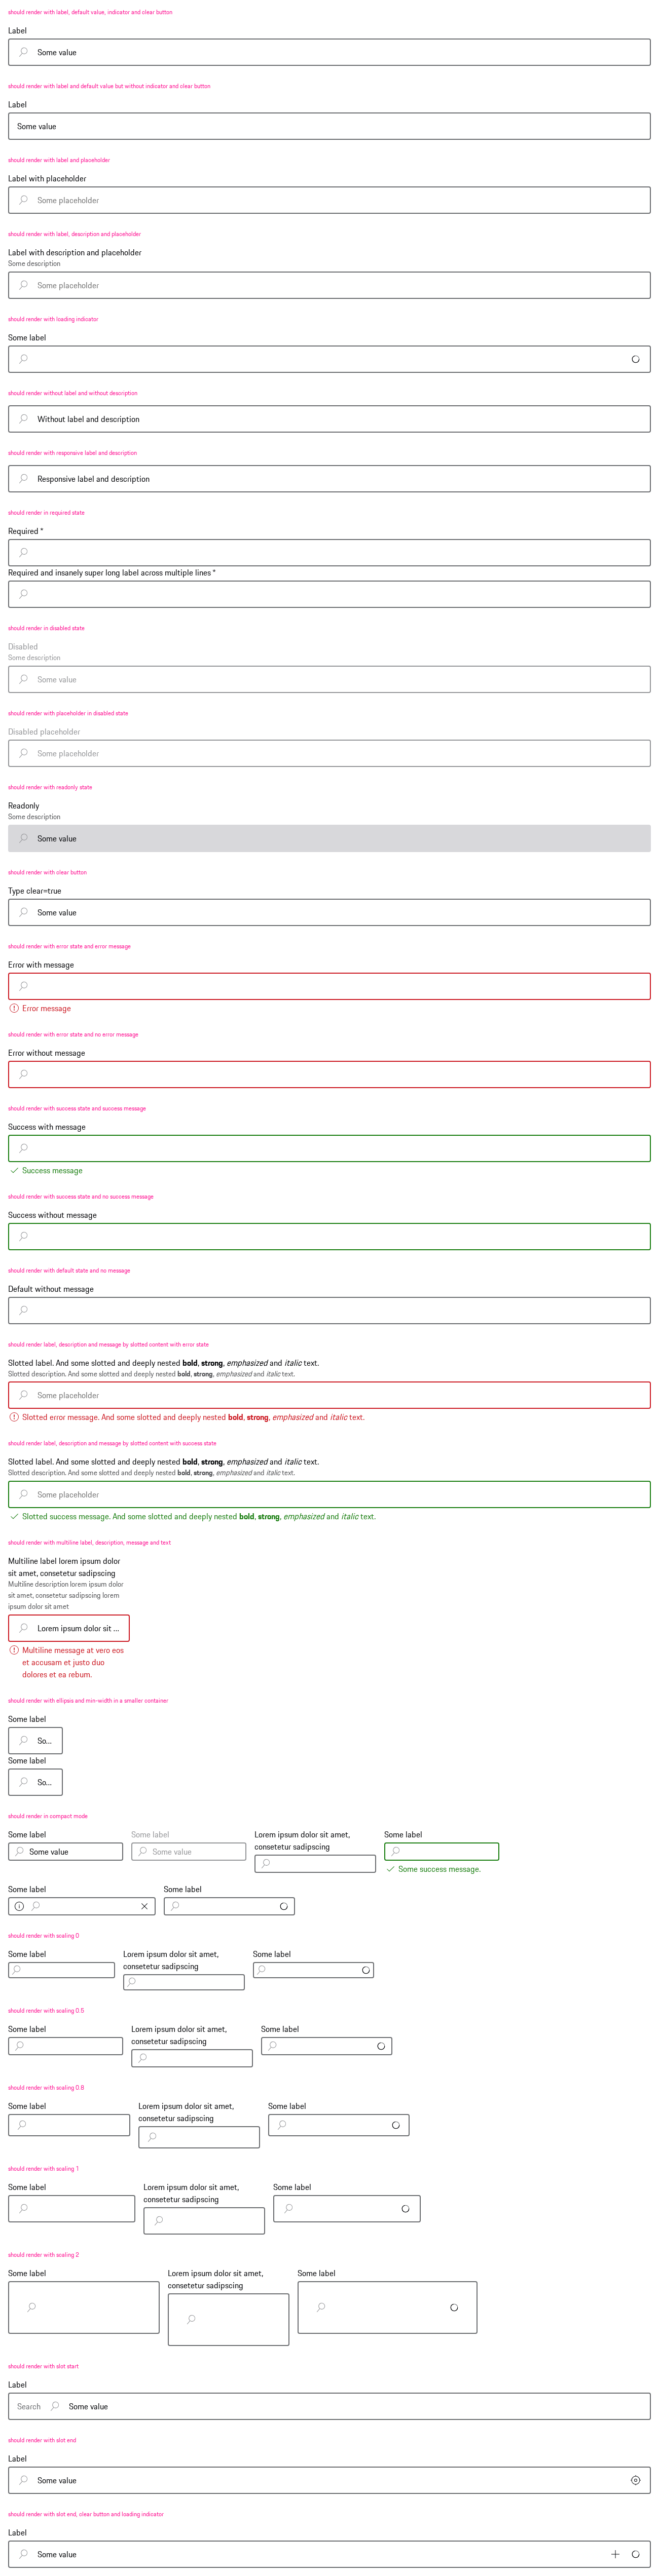 should render with label, default value, indicator and clear button
Label
Some value
should render with label and default value but without indicator and clear button
Label
Some value
should render with label and placeholder
Label with placeholder
Some placeholder
should render with label, description and placeholder
Label with description and placeholder
Some description
Some placeholder
should render with loading indicator
Some label
should render without label and without description
Without label and description
should render with responsive label and description
Responsive label and description
should render in required state
Required *
Required and insanely super long label across multiple lines *
should render in disabled state
Disabled
Some description
Some value
should render with placeholder in disabled state
Disabled placeholder
Some placeholder
should render with readonly state
Readonly
Some description
Some value
should render with clear button
Type clear=true
Some value
should render with error state and error message
Error with message
Error message
should render with error state and no error message
Error without message
should render with success state and success message
Success with message
Success message
should render with success state and no success message
Success without message
should render with default state and no message
Default without message
should render label, description and message by slotted content with error state
Slotted label. And some slotted and deeply nested bold, strong, emphasized and italic text.
Slotted description. And some slotted and deeply nested bold, strong, emphasized and italic text.
Some placeholder
Slotted error message. And some slotted and deeply nested bold, strong, emphasized and italic text.
should render label, description and message by slotted content with success state
Slotted label. And some slotted and deeply nested bold, strong, emphasized and italic text.
Slotted description. And some slotted and deeply nested bold, strong, emphasized and italic text.
Some placeholder
Slotted success message. And some slotted and deeply nested bold, strong, emphasized and italic text.
should render with multiline label, description, message and text
Multiline label lorem ipsum dolor
sit amet, consetetur sadipscing
Multiline description lorem ipsum dolor
sit amet, consetetur sadipscing lorem
ipsum dolor sit amet
Lorem ipsum dolor sit ...
Multiline message at vero eos
et accusam et justo duo
dolores et ea rebum.
should render with ellipsis and min-width in a smaller container
Some label
So...
Some label
So...
should render in compact mode
Some label
Some value
Some label
Some value
Lorem ipsum dolor sit amet,
consetetur sadipscing
Some label
Some success message.
Some label
Some label
should render with scaling 0
Some label
Lorem ipsum dolor sit amet,
consetetur sadipscing
Some label
should render with scaling 0.5
Some label
Lorem ipsum dolor sit amet,
consetetur sadipscing
Some label
should render with scaling 0.8
Some label
Lorem ipsum dolor sit amet,
consetetur sadipscing
Some label
should render with scaling 1
Some label
Lorem ipsum dolor sit amet,
consetetur sadipscing
Some label
should render with scaling 2
Some label
Lorem ipsum dolor sit amet,
consetetur sadipscing
Some label
should render with slot start
Label
Search
Some value
should render with slot end
Label
Some value
should render with slot end, clear button and loading indicator
Label
Some value